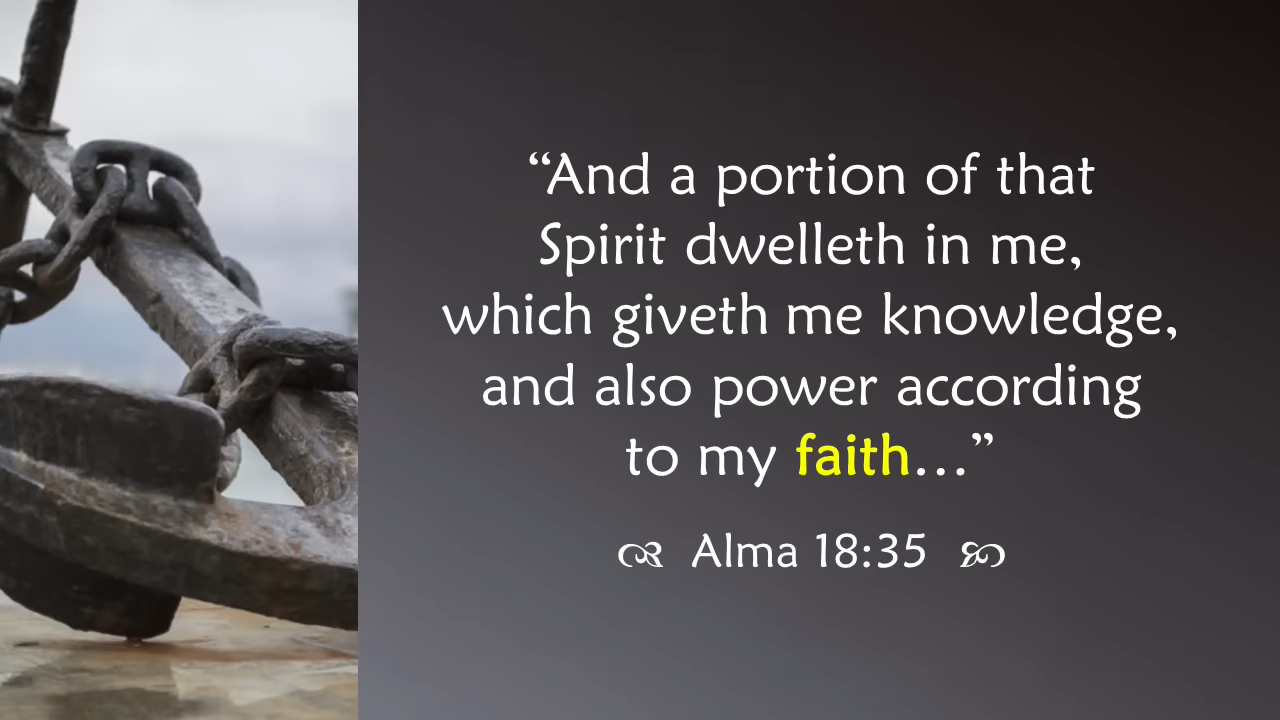 “And a portion of that
Spirit dwelleth in me,
which giveth me knowledge,
and also power according
to my faith…”
Alma 18:35